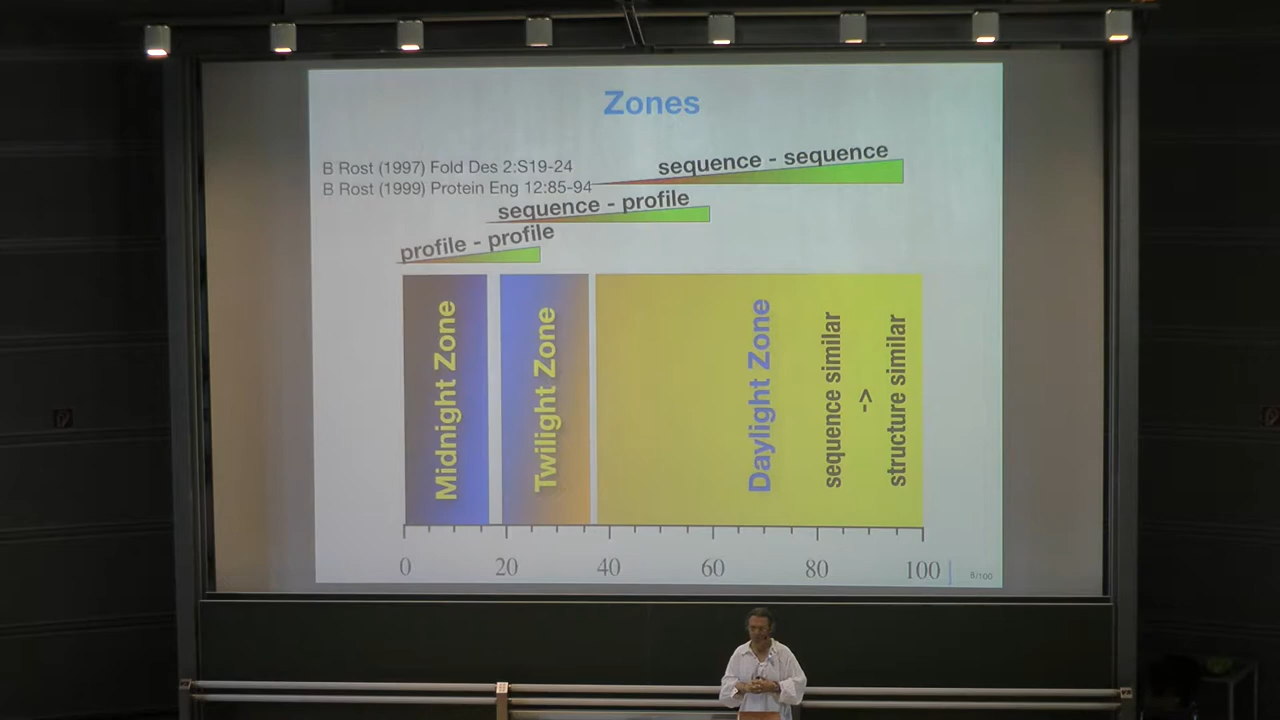 Zones
B Rost (1997) Fold Des 2:S19-24
B Rost (1999) Protein Eng 12:85-94
sequence - sequence
sequence - profile
profile - profile
Midnight Zone
Twilight Zone
Daylight Zone
sequence similar
->
structure similar
0 20 40 60 80 100
8/100